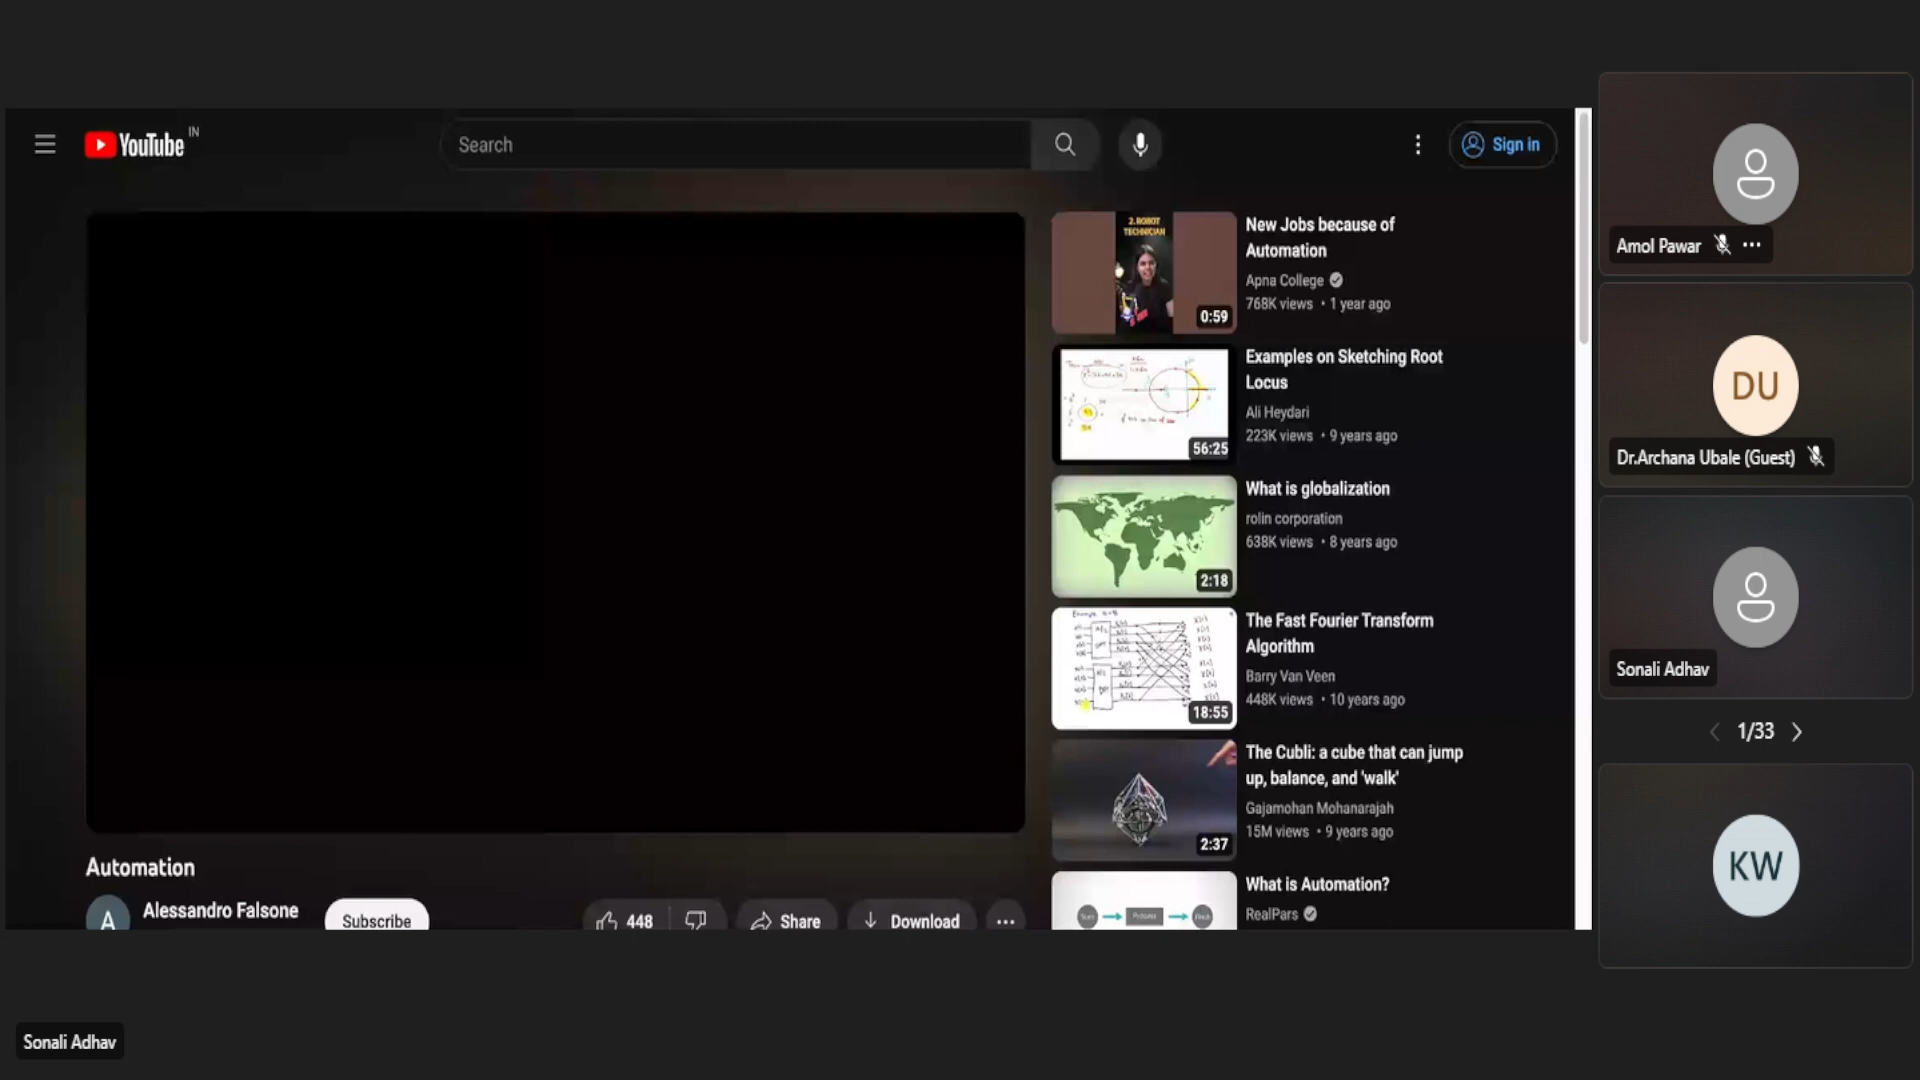 YouTube IN
Search
Sign in
2. ROBOT
TECHNICIAN
0:59
New Jobs because of
Automation
Apna College
768K views • 1 year ago
56:25
Examples on Sketching Root
Locus
Ali Heydari
223K views • 9 years ago
2:18
What is globalization
rolin corporation
638K views • 8 years ago
18:55
The Fast Fourier Transform
Algorithm
Barry Van Veen
448K views • 10 years ago
2:37
The Cubli: a cube that can jump
up, balance, and 'walk'
Gajamohan Mohanarajah
15M views • 9 years ago
What is Automation?
RealPars
Automation
A
Alessandro Falsone
Subscribe
448
Share
Download
Amol Pawar
DU
Dr.Archana Ubale (Guest)
Sonali Adhav
1/33
KW
Sonali Adhav